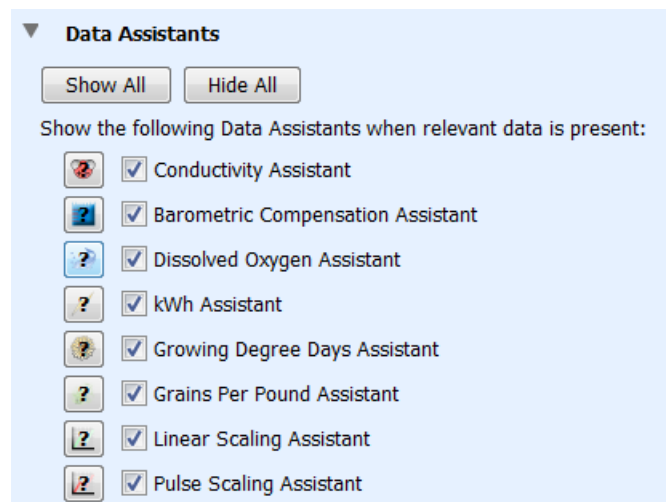 Data Assistants
Show All Hide All
Show the following Data Assistants when relevant data is present:
? Conductivity Assistant
? Barometric Compensation Assistant
? Dissolved Oxygen Assistant
? kWh Assistant
? Growing Degree Days Assistant
? Grains Per Pound Assistant
? Linear Scaling Assistant
? Pulse Scaling Assistant